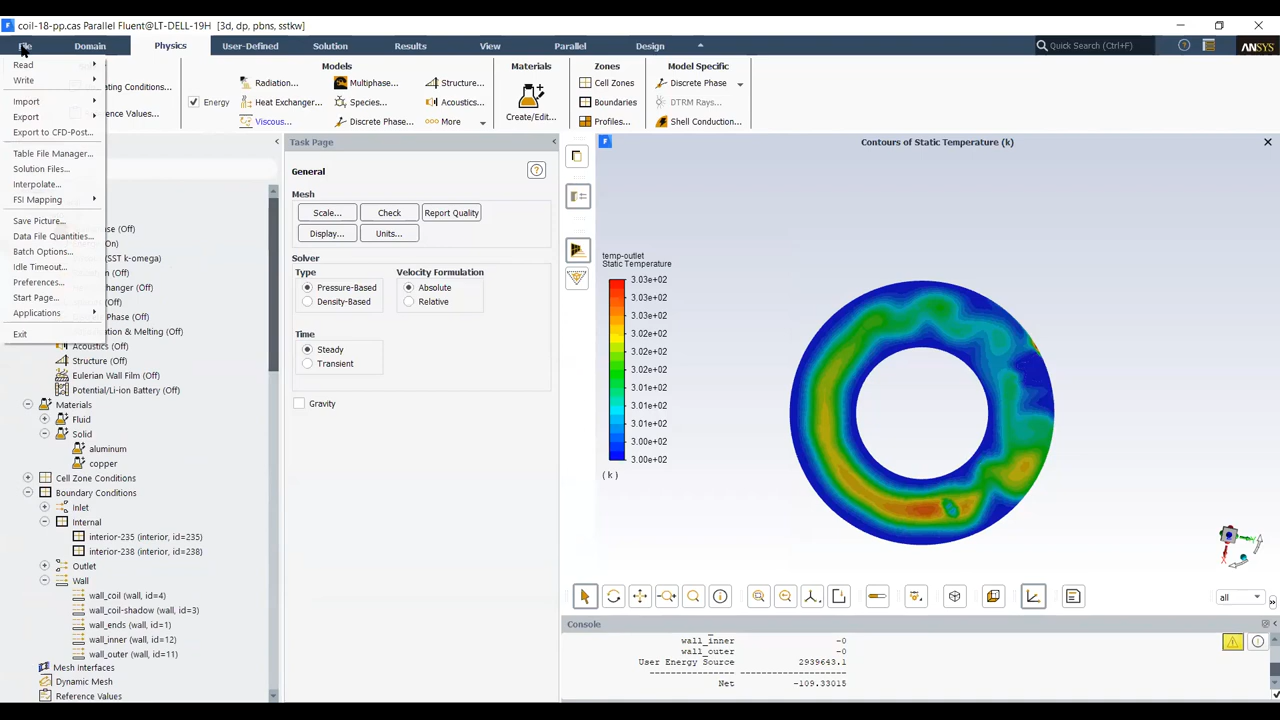 coil-18-pp.cas Parallel Fluent@LT-DELL-19H [3d, dp, pbns, sstkw]
File Domain Physics User-Defined Solution Results View Parallel Design Quick Search (Ctrl+F) ANSYS
Read
Write
Import
Export
Export to CFD-Post...
Table File Manager...
Solution Files...
Interpolate...
FSI Mapping
Save Picture...
Data File Quantities...
Batch Options...
Idle Timeout...
Preferences...
Start Page...
Applications
Exit
Models Materials Zones Model Specific
Energy
Radiation... Multiphase... Structure... Cell Zones Discrete Phase
Heat Exchanger... Species... Acoustics... Boundaries DTRM Rays...
Viscous... Discrete Phase... More Create/Edit... Profiles... Shell Conduction...
(SST k-omega)
& Melting (Off)
Acoustics (Off)
Structure (Off)
Eulerian Wall Film (Off)
Potential/Li-ion Battery (Off)
Materials
Fluid
Solid
aluminum
copper
Cell Zone Conditions
Boundary Conditions
Inlet
Internal
interior-235 (interior, id=235)
interior-238 (interior, id=238)
Outlet
Wall
wall_coil (wall, id=4)
wall_coil-shadow (wall, id=3)
wall_ends (wall, id=1)
wall_inner (wall, id=12)
wall_outer (wall, id=11)
Mesh Interfaces
Dynamic Mesh
Reference Values
Task Page
General
Mesh
Scale... Check Report Quality
Display... Units...
Solver
Type Velocity Formulation
Pressure-Based Absolute
Density-Based Relative
Time
Steady
Transient
Gravity
Contours of Static Temperature (k)
temp-outlet
Static Temperature
3.03e+02
3.03e+02
3.03e+02
3.02e+02
3.02e+02
3.02e+02
3.01e+02
3.01e+02
3.01e+02
3.00e+02
3.00e+02
( k )
all
Console
wall_inner -0
wall_outer -0
User Energy Source 2939643.1
---------------- --------------------
Net -109.33015